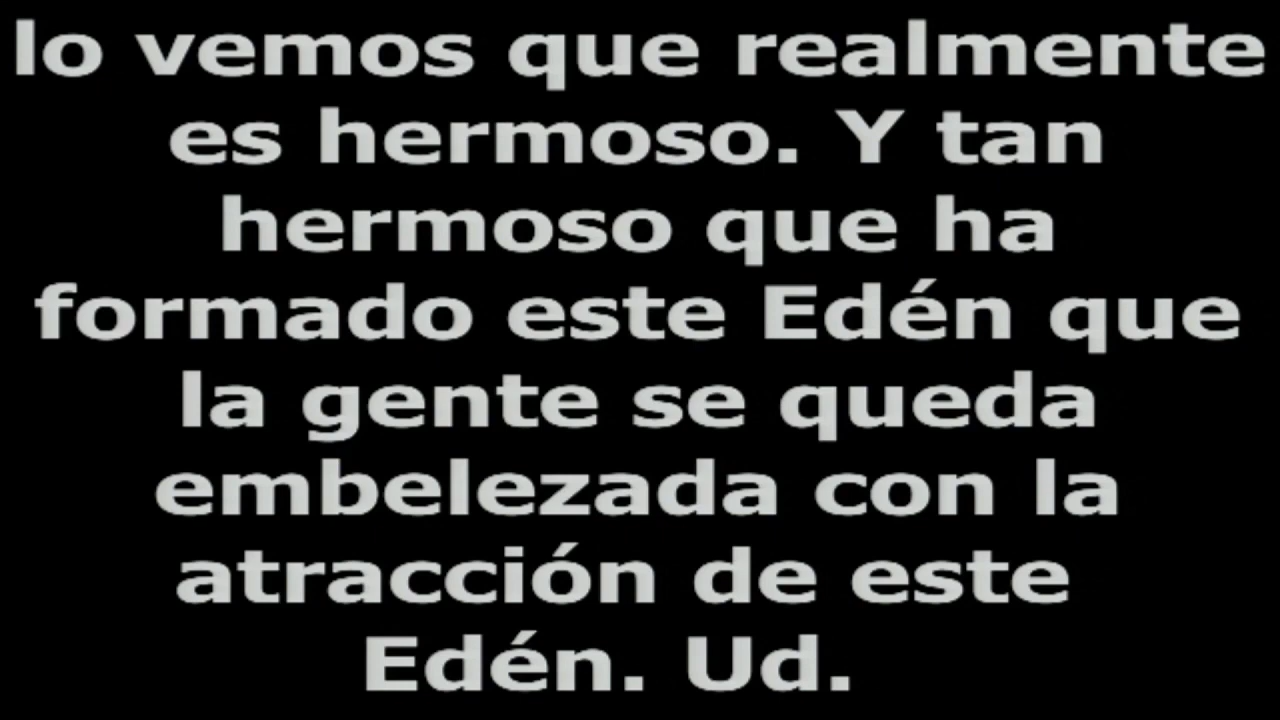 lo vemos que realmente
es hermoso. Y tan
hermoso que ha
formado este Edén que
la gente se queda
embelezada con la
atracción de este
Edén. Ud.